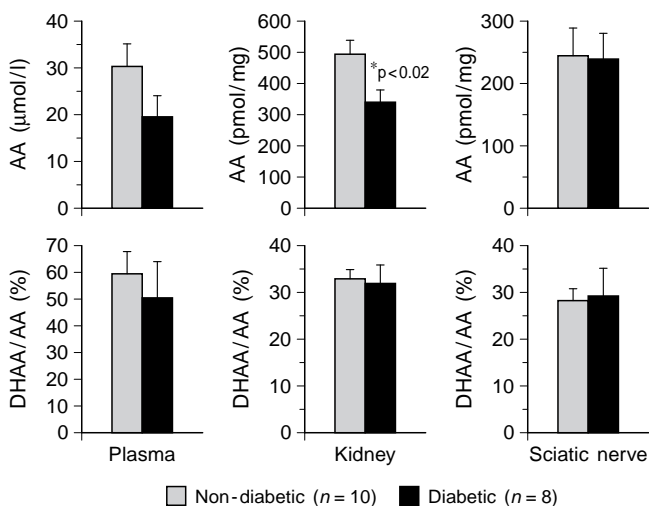 AA (μmol/l)
40
30
20
10
0
AA (pmol/mg)
600
500
400
300
200
100
0
*p<0.02
AA (pmol/mg)
300
200
100
0
DHAA/AA (%)
70
60
50
40
30
20
10
0
Plasma
DHAA/AA (%)
40
30
20
10
0
Kidney
DHAA/AA (%)
40
30
20
10
0
Sciatic nerve
Non-diabetic (n = 10)
Diabetic (n = 8)